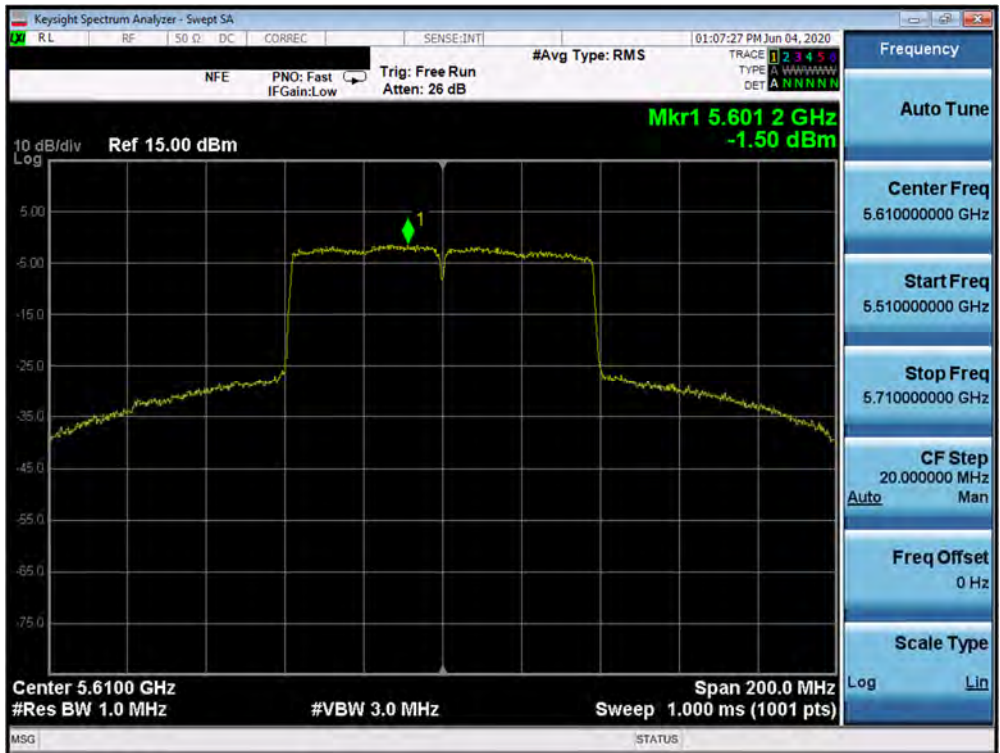 Keysight Spectrum Analyzer - Swept SA
LXI RL RF 50 Ω DC CORREC SENSE:INT 01:07:27 PM Jun 04, 2020
#Avg Type: RMS TRACE 1 2 3 4 5 6
NFE PNO: Fast Trig: Free Run TYPE A WWWWW
IFGain:Low Atten: 26 dB DET A N N N N N
Mkr1 5.601 2 GHz
-1.50 dBm
10 dB/div Ref 15.00 dBm
Log
1
5.00
-5.00
-15.0
-25.0
-35.0
-45.0
-55.0
-65.0
-75.0
Center 5.6100 GHz Span 200.0 MHz
#Res BW 1.0 MHz #VBW 3.0 MHz Sweep 1.000 ms (1001 pts)
MSG STATUS
Frequency
Auto Tune
Center Freq
5.610000000 GHz
Start Freq
5.510000000 GHz
Stop Freq
5.710000000 GHz
CF Step
20.000000 MHz
Auto Man
Freq Offset
0 Hz
Scale Type
Log Lin